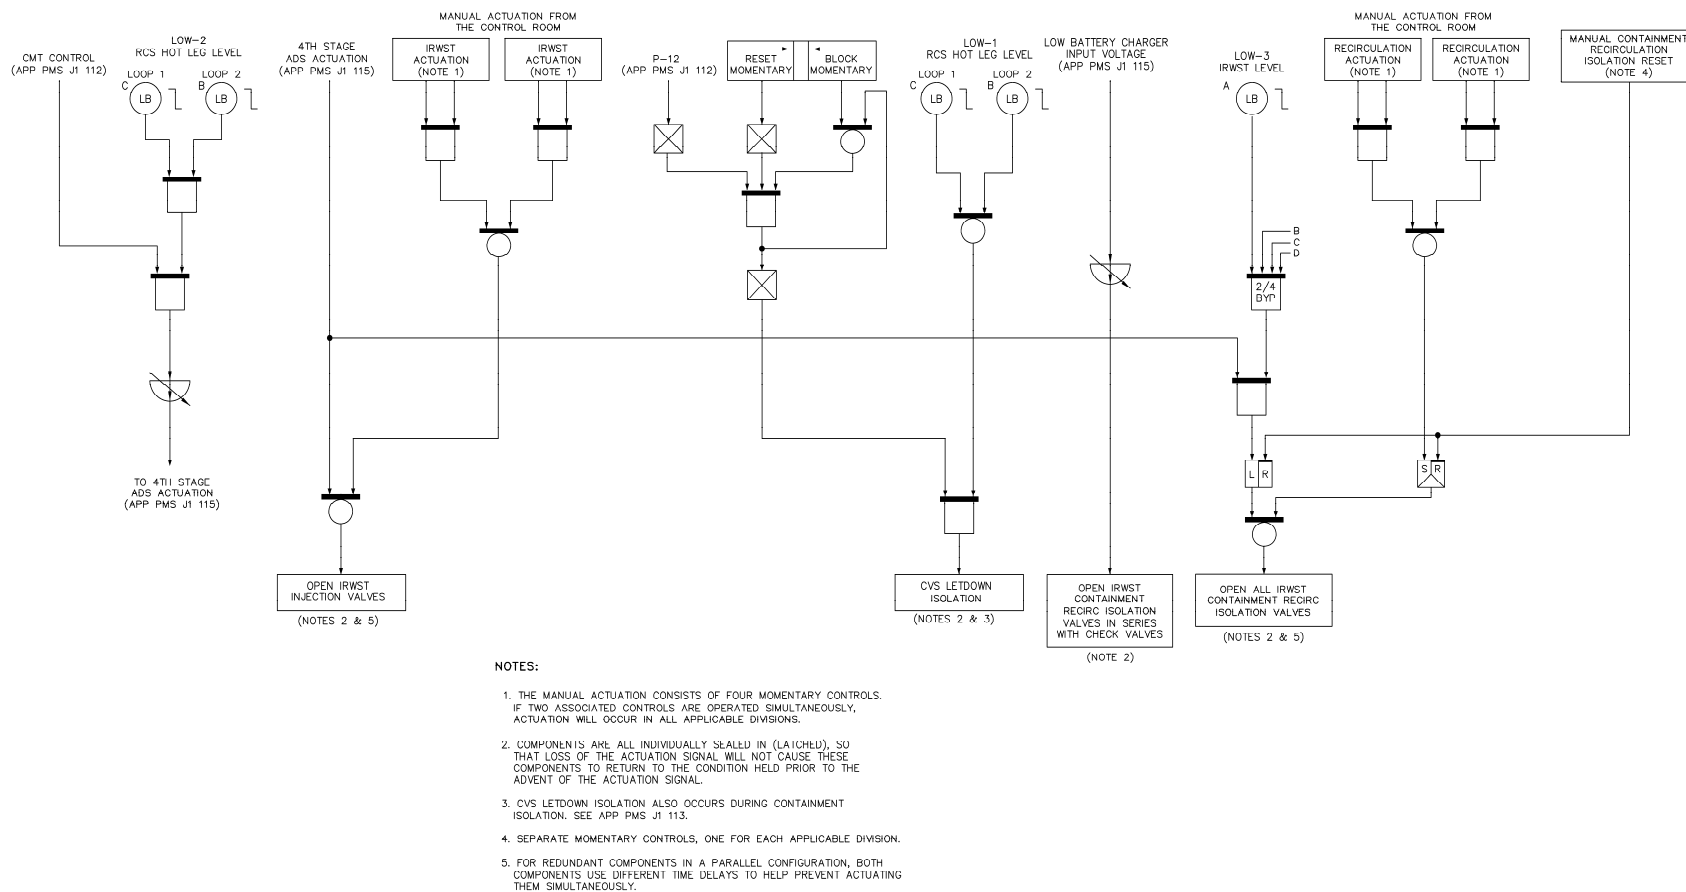 MANUAL ACTUATION FROM
THE CONTROL ROOM
MANUAL ACTUATION FROM
THE CONTROL ROOM
CMT CONTROL
(APP PMS J1 112)
LOW-2
RCS HOT LEG LEVEL
LOOP 1
C
LB
LOOP 2
B
LB
4TH STAGE
ADS ACTUATION
(APP PMS J1 115)
IRWST
ACTUATION
(NOTE 1)
IRWST
ACTUATION
(NOTE 1)
P-12
(APP PMS J1 112)
RESET
MOMENTARY
BLOCK
MOMENTARY
LOW-1
RCS HOT LEG LEVEL
LOOP 1
C
LB
LOOP 2
B
LB
LOW BATTERY CHARGER
INPUT VOLTAGE
(APP PMS J1 115)
LOW-3
IRWST LEVEL
A
LB
RECIRCULATION
ACTUATION
(NOTE 1)
RECIRCULATION
ACTUATION
(NOTE 1)
MANUAL CONTAINMENT
RECIRCULATION
ISOLATION RESET
(NOTE 4)
B
C
D
2/4
BYP
L R
S R
TO 4TH STAGE
ADS ACTUATION
(APP PMS J1 115)
OPEN IRWST
INJECTION VALVES
(NOTES 2 & 5)
CVS LETDOWN
ISOLATION
(NOTES 2 & 3)
OPEN IRWST
CONTAINMENT
RECIRC ISOLATION
VALVES IN SERIES
WITH CHECK VALVES
(NOTE 2)
OPEN ALL IRWST
CONTAINMENT RECIRC
ISOLATION VALVES
(NOTES 2 & 5)
NOTES:
1. THE MANUAL ACTUATION CONSISTS OF FOUR MOMENTARY CONTROLS.
IF TWO ASSOCIATED CONTROLS ARE OPERATED SIMULTANEOUSLY,
ACTUATION WILL OCCUR IN ALL APPLICABLE DIVISIONS.
2. COMPONENTS ARE ALL INDIVIDUALLY SEALED IN (LATCHED), SO
THAT LOSS OF THE ACTUATION SIGNAL WILL NOT CAUSE THESE
COMPONENTS TO RETURN TO THE CONDITION HELD PRIOR TO THE
ADVENT OF THE ACTUATION SIGNAL.
3. CVS LETDOWN ISOLATION ALSO OCCURS DURING CONTAINMENT
ISOLATION. SEE APP PMS J1 113.
4. SEPARATE MOMENTARY CONTROLS, ONE FOR EACH APPLICABLE DIVISION.
5. FOR REDUNDANT COMPONENTS IN A PARALLEL CONFIGURATION, BOTH
COMPONENTS USE DIFFERENT TIME DELAYS TO HELP PREVENT ACTUATING
THEM SIMULTANEOUSLY.